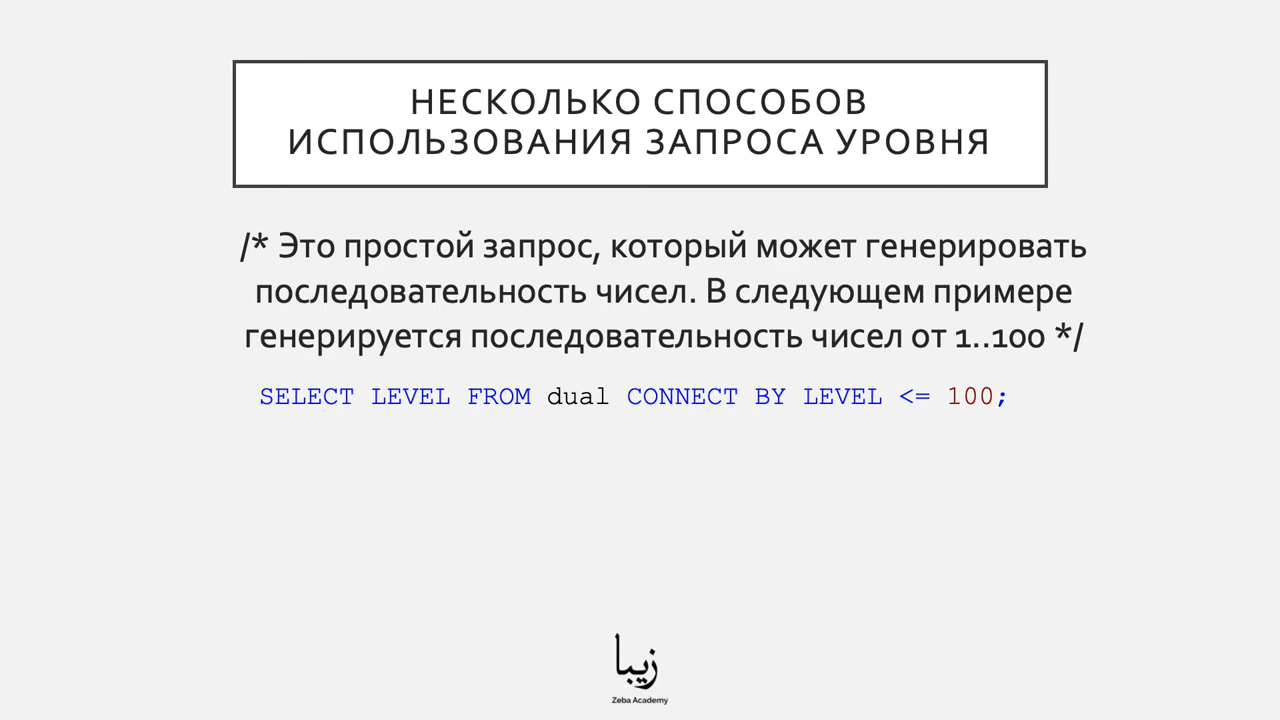 НЕСКОЛЬКО СПОСОБОВ
ИСПОЛЬЗОВАНИЯ ЗАПРОСА УРОВНЯ
/* Это простой запрос, который может генерировать
последовательность чисел. В следующем примере
генерируется последовательность чисел от 1..100 */
SELECT LEVEL FROM dual CONNECT BY LEVEL <= 100;
زيبا
Zeba Academy